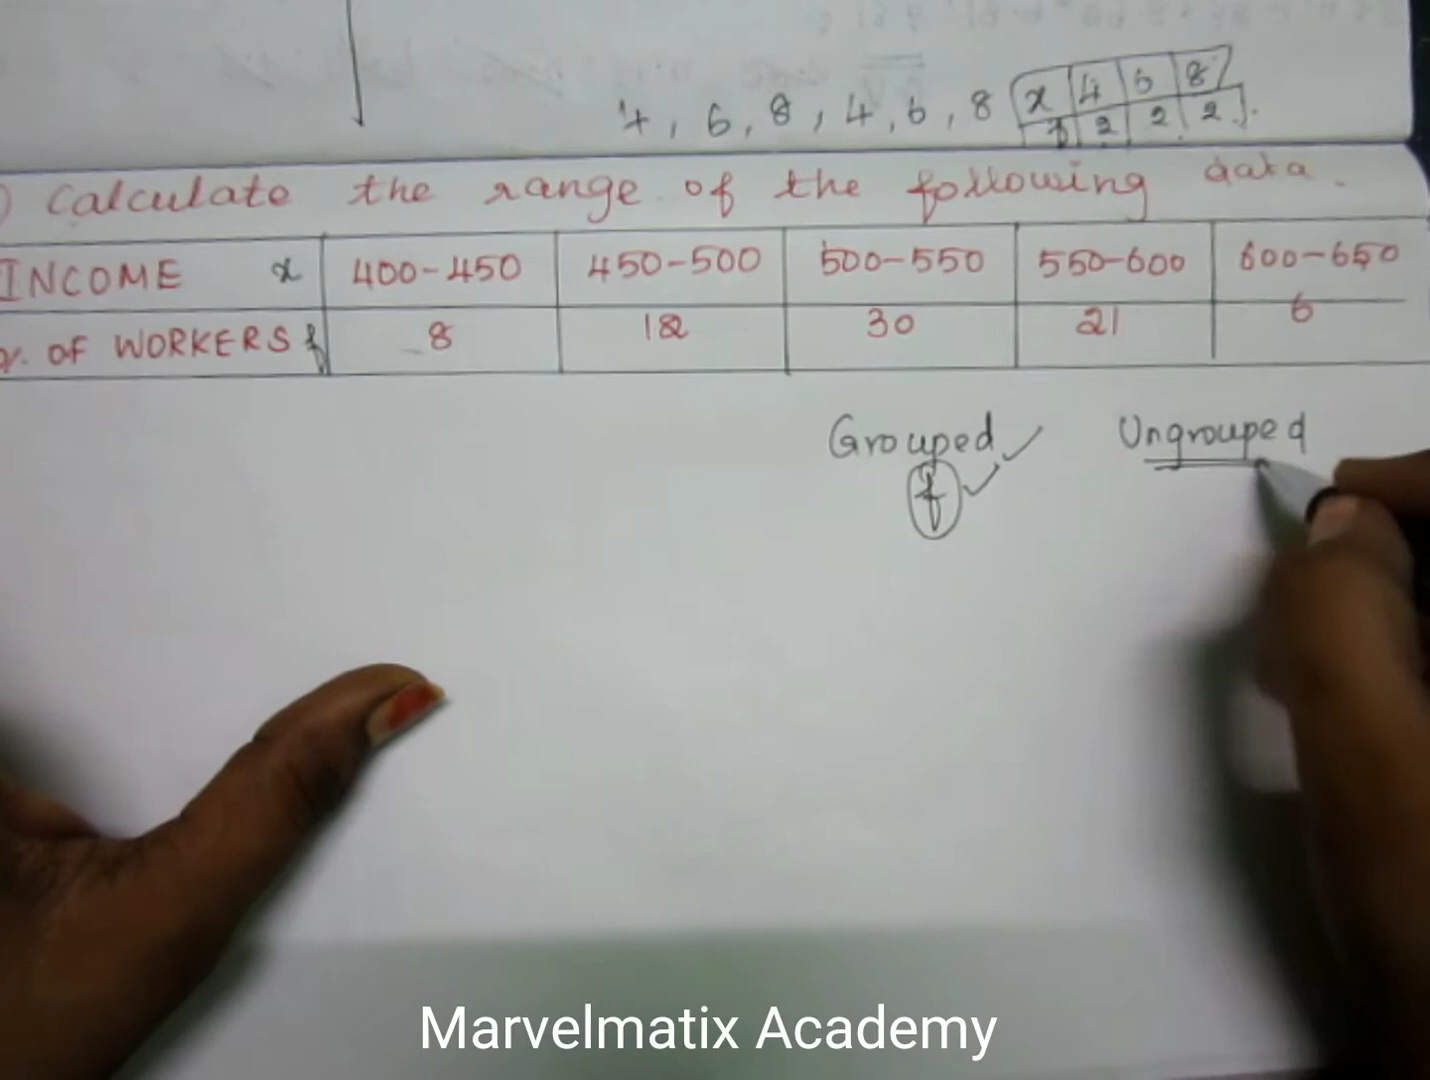 4, 6, 8, 4, 6, 8
x 4 6 8
f 2 2 2
) Calculate the range of the following data.
INCOME x 400-450 450-500 500-550 550-600 600-650
OF WORKERS f 8 12 30 21 6
Grouped ✓ Ungrouped
f ✓
Marvelmatix Academy